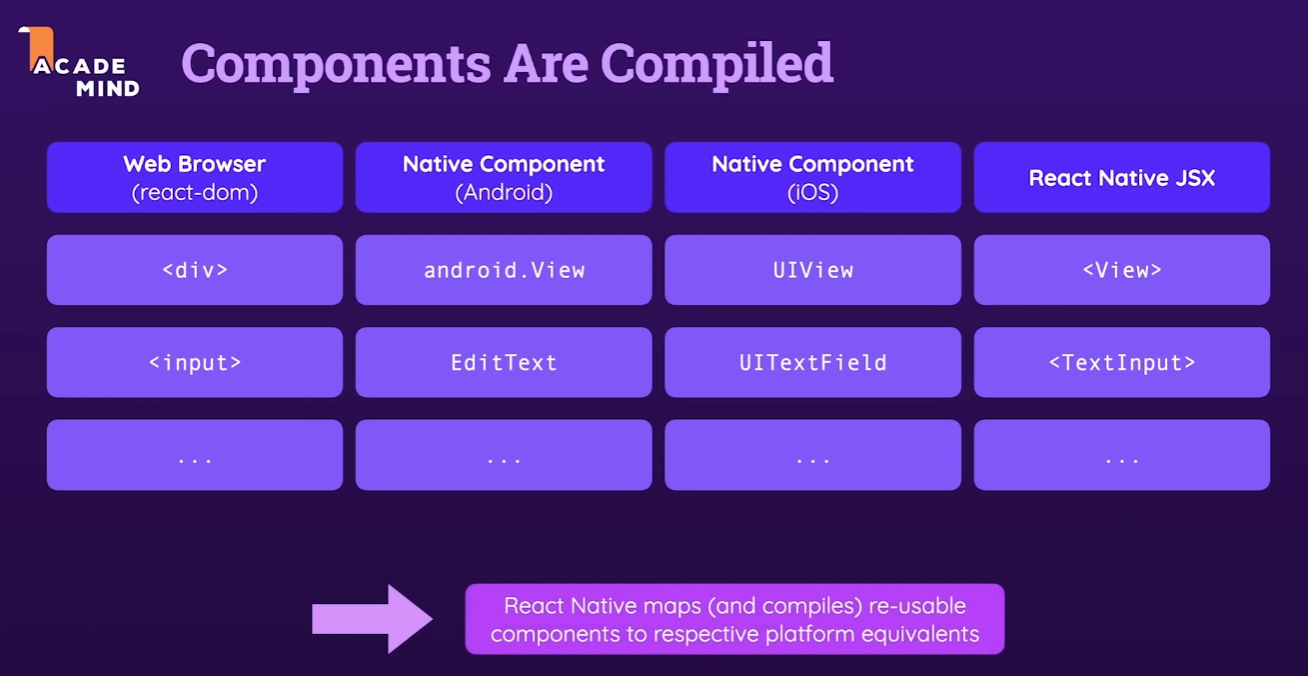 ACADE
MIND
Components Are Compiled
Web Browser
(react-dom)
Native Component
(Android)
Native Component
(iOS)
React Native JSX
<div>
android.View
UIView
<View>
<input>
EditText
UITextField
<TextInput>
...
...
...
...
React Native maps (and compiles) re-usable
components to respective platform equivalents